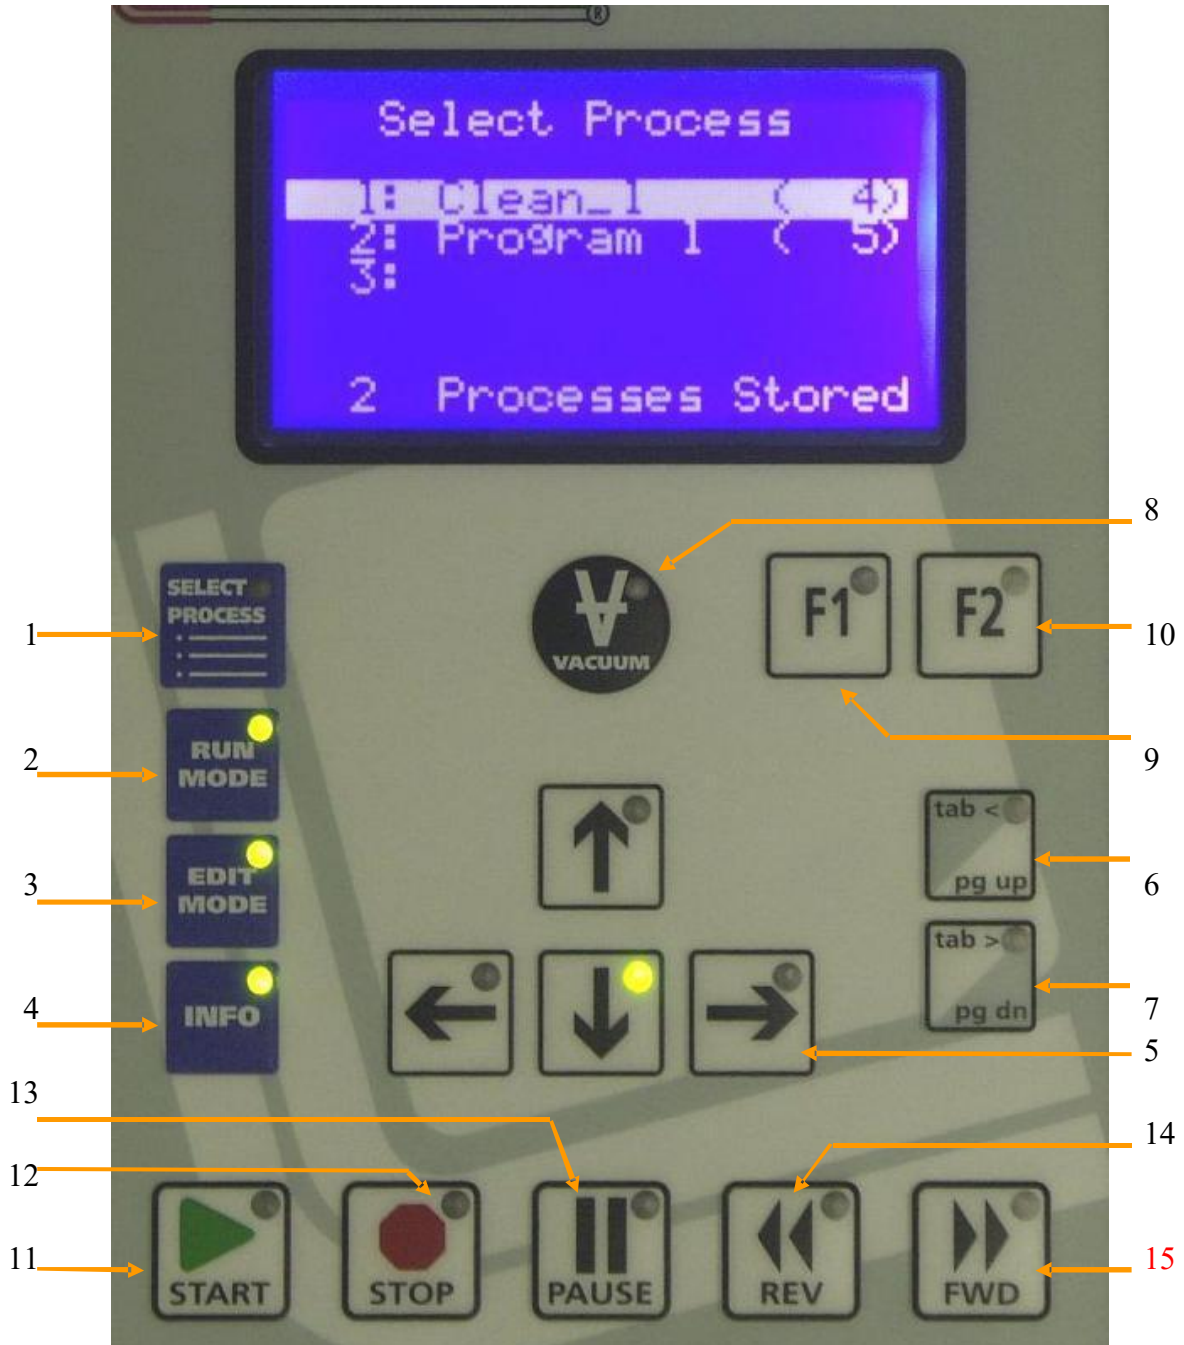 ®
Select Process
1: Clean_1 ( 4)
2: Program 1 ( 5)
3:
2 Processes Stored
8
SELECT
PROCESS
1
VACUUM
F1
F2
10
RUN
MODE
2
9
tab <
pg up
6
EDIT
MODE
3
tab >
pg dn
7
INFO
4
5
13
14
12
START
11
STOP
PAUSE
REV
FWD
15